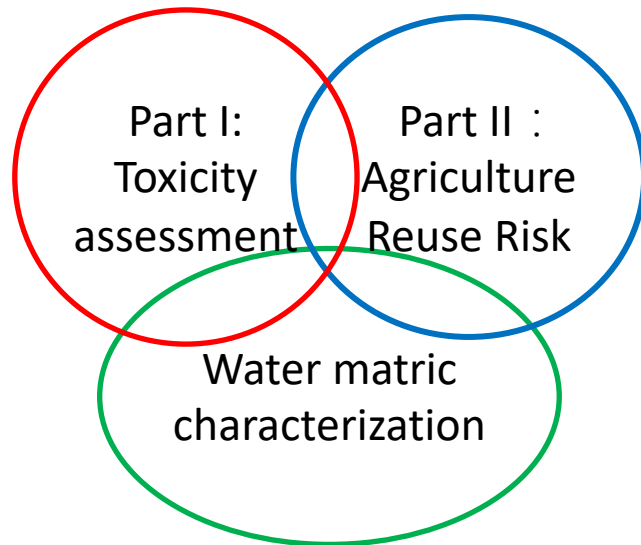 Part I:
Toxicity
assessment
Part II：
Agriculture
Reuse Risk
Water matric
characterization